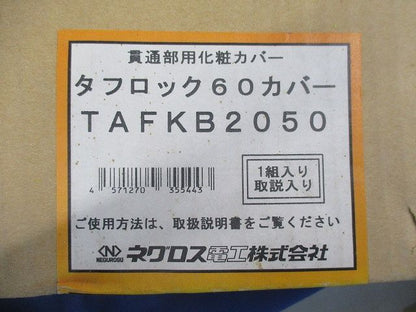 貫通部用化粧カバー
タフロック60カバー
TAFKB2050
1組入り
取説入り
4 571270 355443
ご使用方法は、取扱説明書をご覧ください
NEGUROSU ネグロス電工株式会社